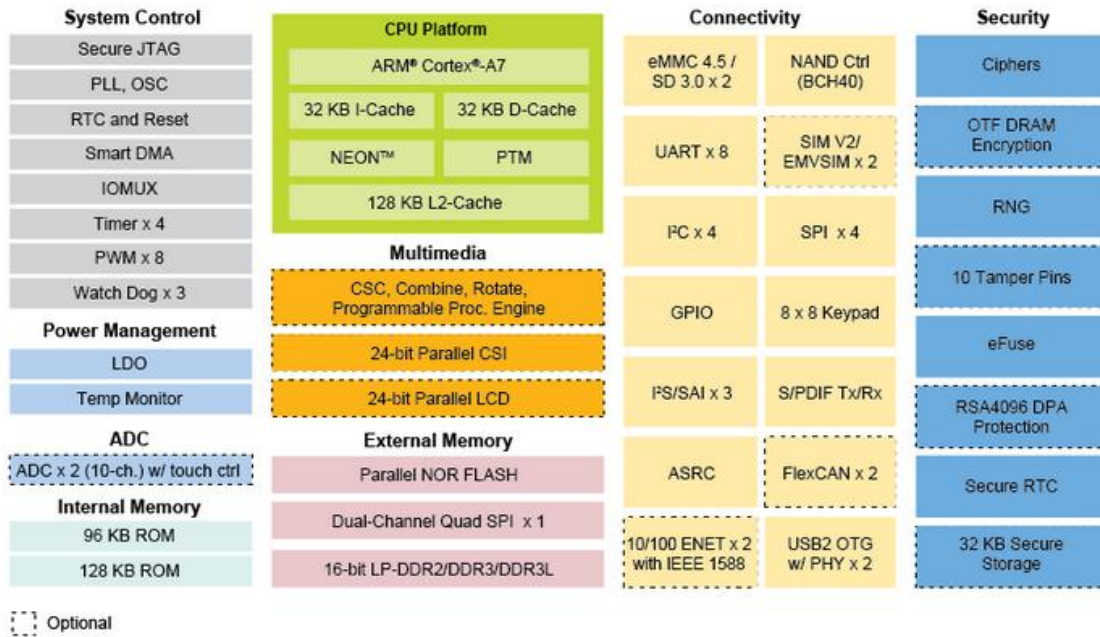 System Control
Secure JTAG
PLL, OSC
RTC and Reset
Smart DMA
IOMUX
Timer x 4
PWM x 8
Watch Dog x 3
Power Management
LDO
Temp Monitor
ADC
ADC x 2 (10-ch.) w/ touch ctrl
Internal Memory
96 KB ROM
128 KB ROM
CPU Platform
ARM® Cortex®-A7
32 KB I-Cache
32 KB D-Cache
NEON™
PTM
128 KB L2-Cache
Multimedia
CSC, Combine, Rotate,
Programmable Proc. Engine
24-bit Parallel CSI
24-bit Parallel LCD
External Memory
Parallel NOR FLASH
Dual-Channel Quad SPI x 1
16-bit LP-DDR2/DDR3/DDR3L
Connectivity
eMMC 4.5 /
SD 3.0 x 2
NAND Ctrl
(BCH40)
UART x 8
SIM V2/
EMVSIM x 2
I²C x 4
SPI x 4
GPIO
8 x 8 Keypad
I²S/SAI x 3
S/PDIF Tx/Rx
ASRC
FlexCAN x 2
10/100 ENET x 2
with IEEE 1588
USB2 OTG
w/ PHY x 2
Security
Ciphers
OTF DRAM
Encryption
RNG
10 Tamper Pins
eFuse
RSA4096 DPA
Protection
Secure RTC
32 KB Secure
Storage
Optional